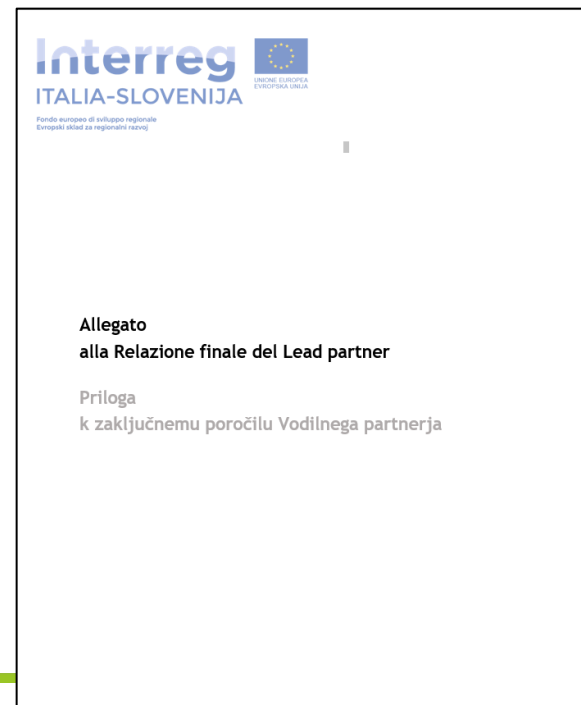 Interreg
ITALIA-SLOVENIJA
UNIONE EUROPEA
EVROPSKA UNIJA
Fondo europeo di sviluppo regionale
Evropski sklad za regionalni razvoj
Allegato
alla Relazione finale del Lead partner
Priloga
k zaključnemu poročilu Vodilnega partnerja